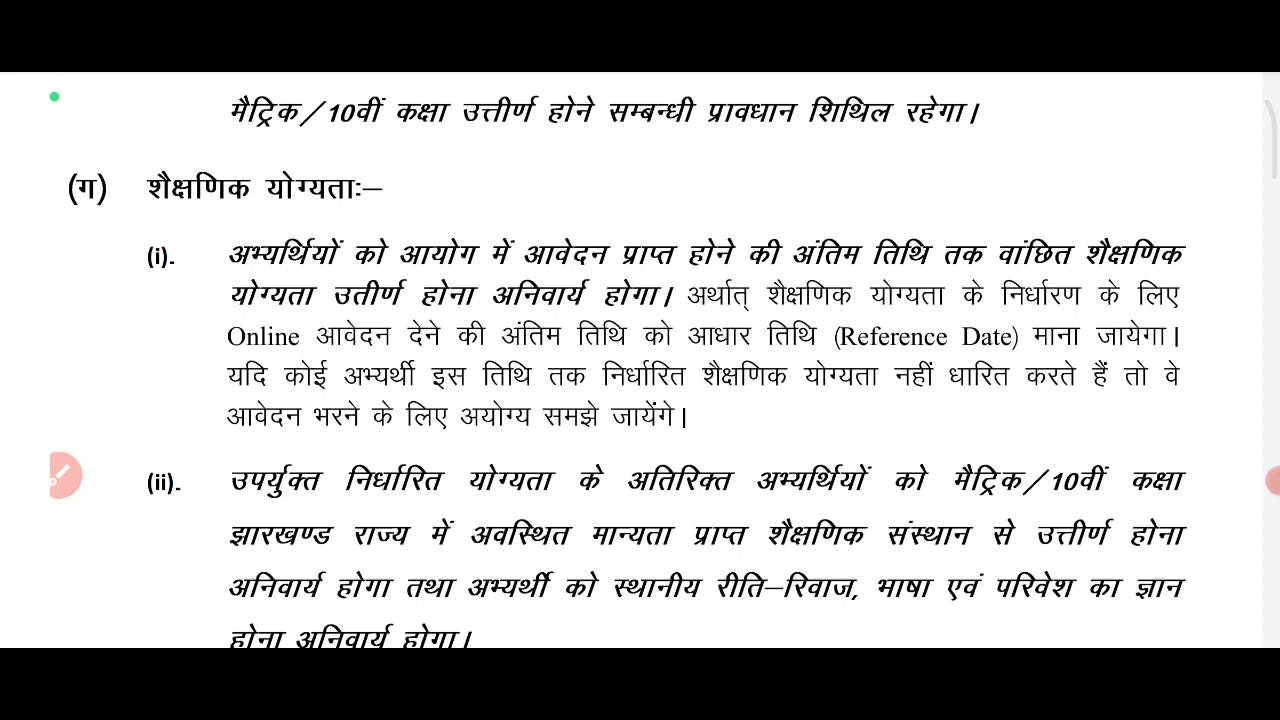 मैट्रिक/10वीं कक्षा उत्तीर्ण होने सम्बन्धी प्रावधान शिथिल रहेगा।
(ग) शैक्षणिक योग्यताः–
(i). अभ्यर्थियों को आयोग में आवेदन प्राप्त होने की अंतिम तिथि तक वांछित शैक्षणिक
योग्यता उतीर्ण होना अनिवार्य होगा। अर्थात् शैक्षणिक योग्यता के निर्धारण के लिए
Online आवेदन देने की अंतिम तिथि को आधार तिथि (Reference Date) माना जायेगा।
यदि कोई अभ्यर्थी इस तिथि तक निर्धारित शैक्षणिक योग्यता नहीं धारित करते हैं तो वे
आवेदन भरने के लिए अयोग्य समझे जायेंगे।
(ii). उपर्युक्त निर्धारित योग्यता के अतिरिक्त अभ्यर्थियों को मैट्रिक/10वीं कक्षा
झारखण्ड राज्य में अवस्थित मान्यता प्राप्त शैक्षणिक संस्थान से उत्तीर्ण होना
अनिवार्य होगा तथा अभ्यर्थी को स्थानीय रीति–रिवाज, भाषा एवं परिवेश का ज्ञान
होना अनिवार्य होगा।